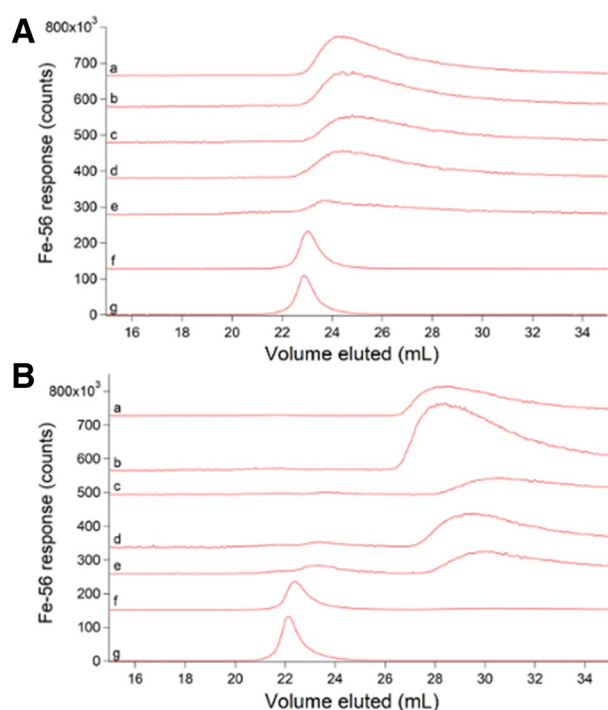 A
800x10³
700
600
500
400
300
200
100
0
Fe-56 response (counts)
a
b
c
d
e
f
g
16 18 20 22 24 26 28 30 32 34
Volume eluted (mL)
B
800x10³
700
600
500
400
300
200
100
0
Fe-56 response (counts)
a
b
c
d
e
f
g
16 18 20 22 24 26 28 30 32 34
Volume eluted (mL)